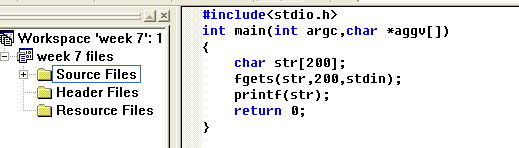 Workspace 'week 7': 1
week 7 files
Source Files
Header Files
Resource Files
#include<stdio.h>
int main(int argc,char *aggv[])
{
char str[200];
fgets(str,200,stdin);
printf(str);
return 0;
}